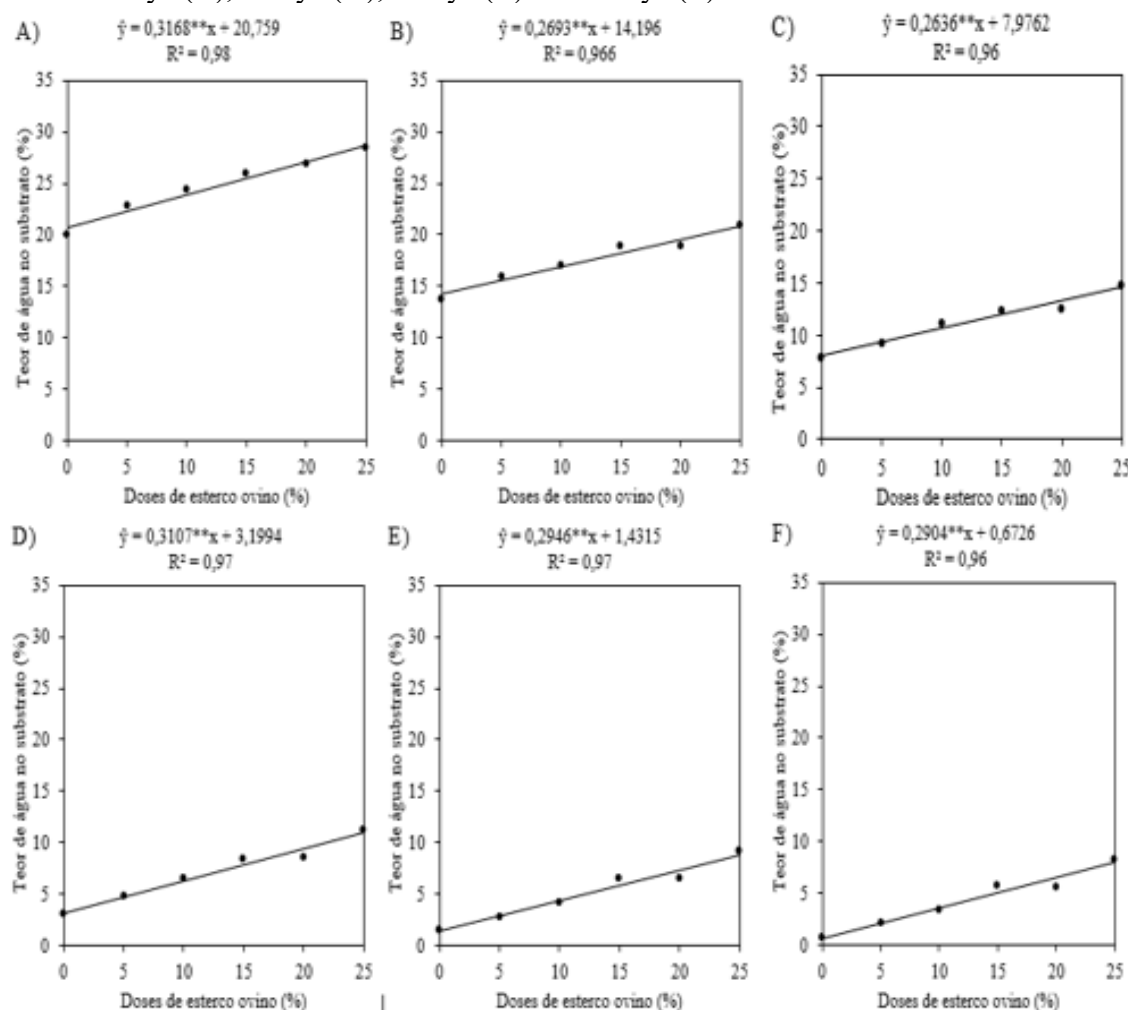 A) ŷ = 0,3168**x + 20,759
R² = 0,98
Teor de água no substrato (%)
35
30
25
20
15
10
5
0
0 5 10 15 20 25
Doses de esterco ovino (%)
B) ŷ = 0,2693**x + 14,196
R² = 0,966
Teor de água no substrato (%)
35
30
25
20
15
10
5
0
0 5 10 15 20 25
Doses de esterco ovino (%)
C) ŷ = 0,2636**x + 7,9762
R² = 0,96
Teor de água no substrato (%)
35
30
25
20
15
10
5
0
0 5 10 15 20 25
Doses de esterco ovino (%)
D) ŷ = 0,3107**x + 3,1994
R² = 0,97
Teor de água no substrato (%)
35
30
25
20
15
10
5
0
0 5 10 15 20 25
Doses de esterco ovino (%)
E) ŷ = 0,2946**x + 1,4315
R² = 0,97
Teor de água no substrato (%)
35
30
25
20
15
10
5
0
0 5 10 15 20 25
Doses de esterco ovino (%)
F) ŷ = 0,2904**x + 0,6726
R² = 0,96
Teor de água no substrato (%)
35
30
25
20
15
10
5
0
0 5 10 15 20 25
Doses de esterco ovino (%)